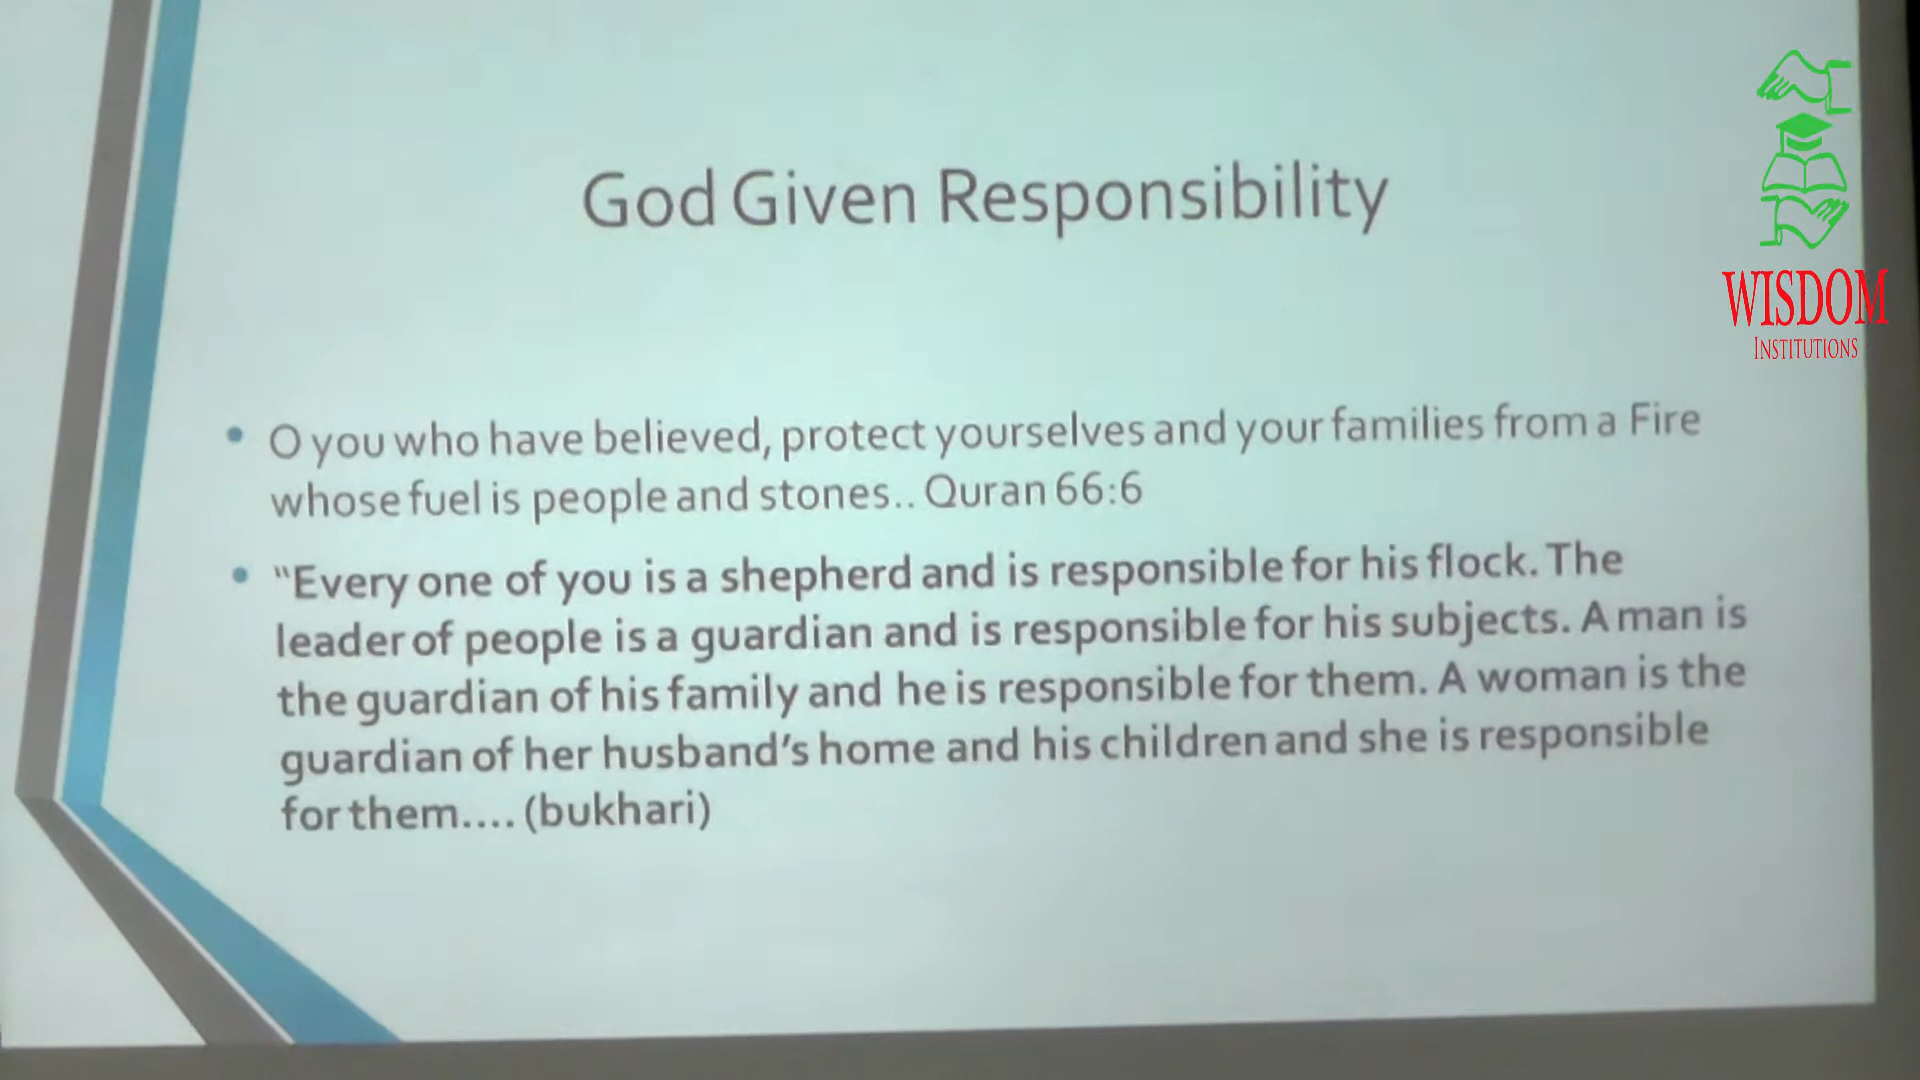 God Given Responsibility
WISDOM
INSTITUTIONS
• O you who have believed, protect yourselves and your families from a Fire
whose fuel is people and stones.. Quran 66:6
• "Every one of you is a shepherd and is responsible for his flock. The
leader of people is a guardian and is responsible for his subjects. A man is
the guardian of his family and he is responsible for them. A woman is the
guardian of her husband's home and his children and she is responsible
for them.... (bukhari)